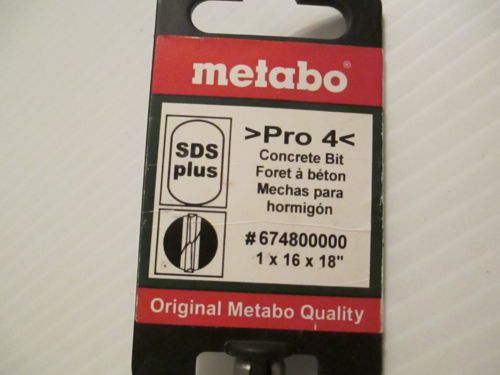 metabo®
SDS
plus
>Pro 4<
Concrete Bit
Foret à béton
Mechas para
hormigón
#674800000
1 x 16 x 18"
Original Metabo Quality